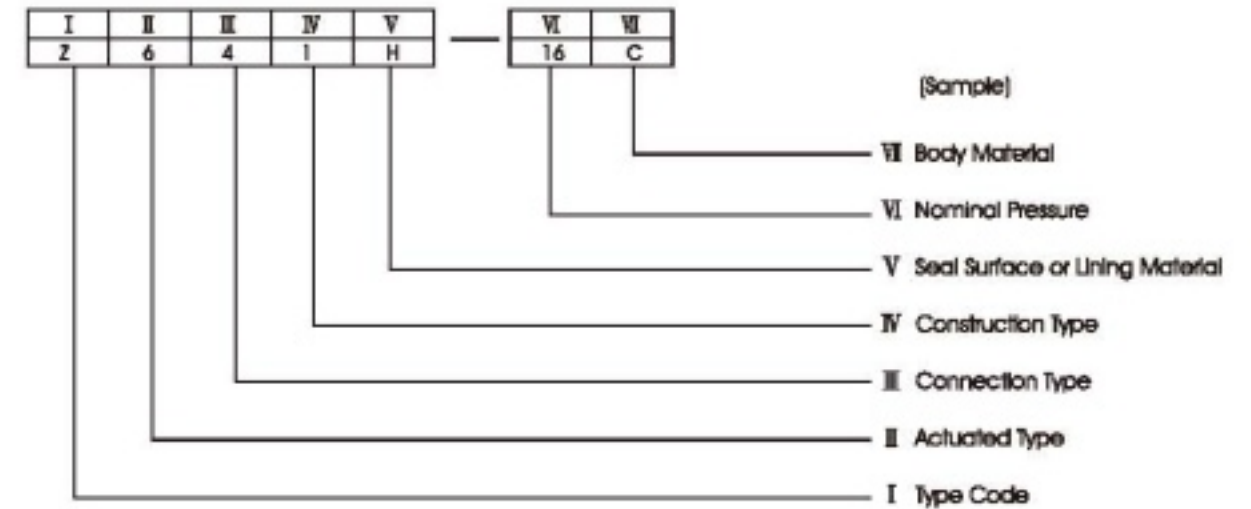 Ⅰ Ⅱ Ⅲ Ⅳ Ⅴ — Ⅵ Ⅶ
Z 6 4 1 H 16 C
(Sample)
Ⅶ Body Material
Ⅵ Nominal Pressure
Ⅴ Seal Surface or Lining Material
Ⅳ Construction Type
Ⅲ Connection Type
Ⅱ Actuated Type
Ⅰ Type Code